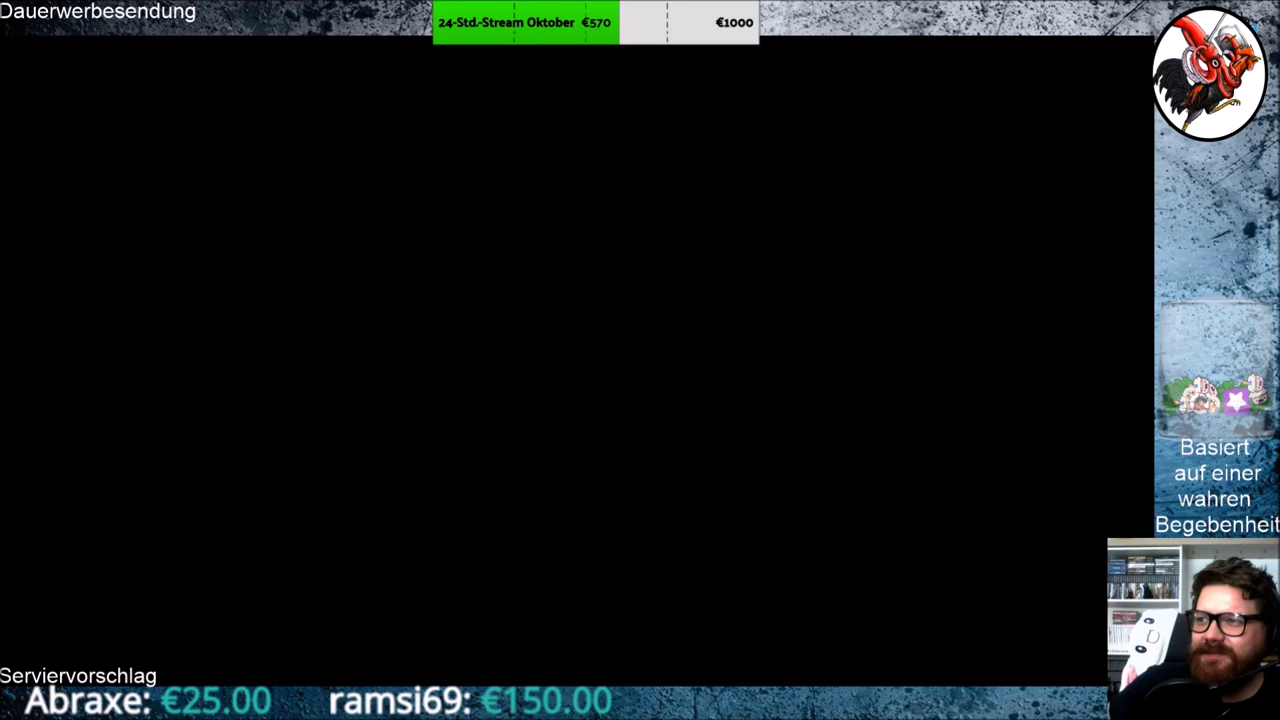 Dauerwerbesendung
24-Std.-Stream Oktober €570 €1000
Basiert
auf einer
wahren
Begebenheit
Serviervorschlag
Abraxe: €25.00 ramsi69: €150.00